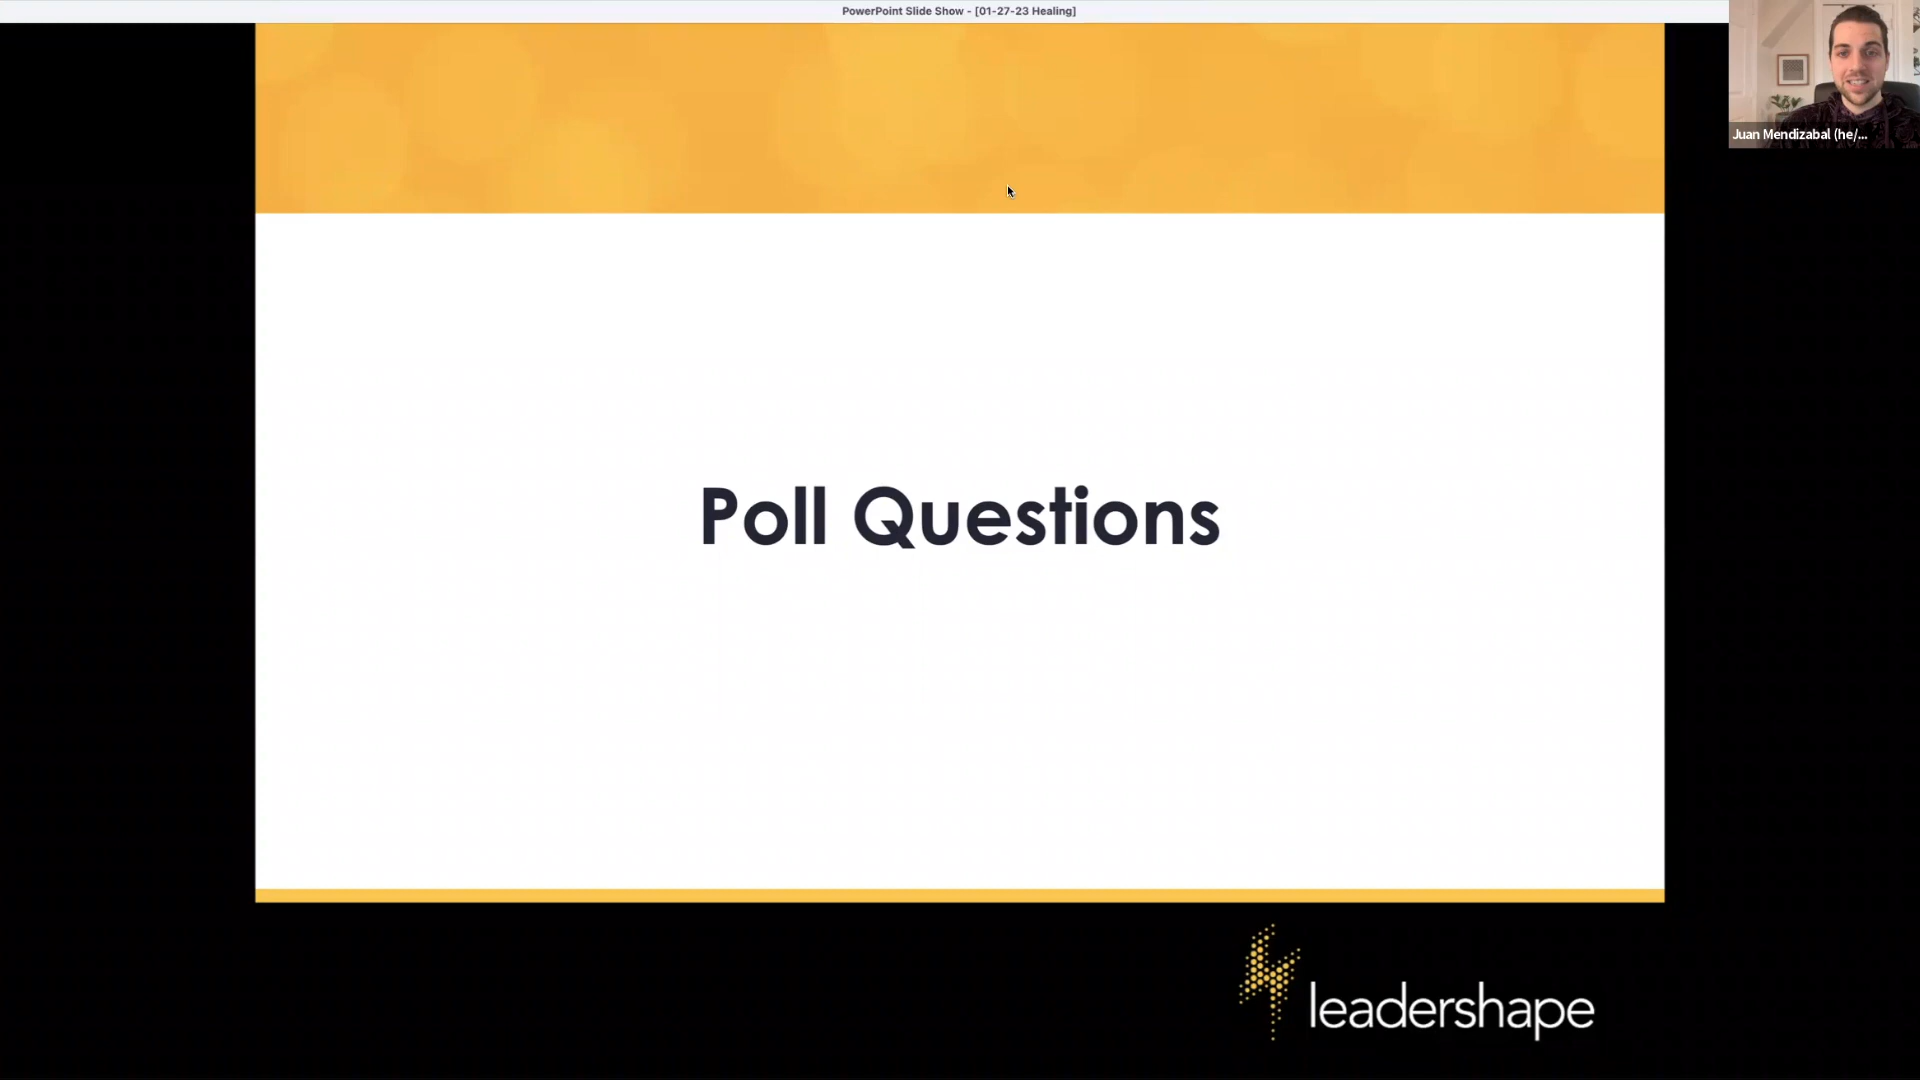 PowerPoint Slide Show - [01-27-23 Healing]
Juan Mendizabal (he/...
Poll Questions
leadershape